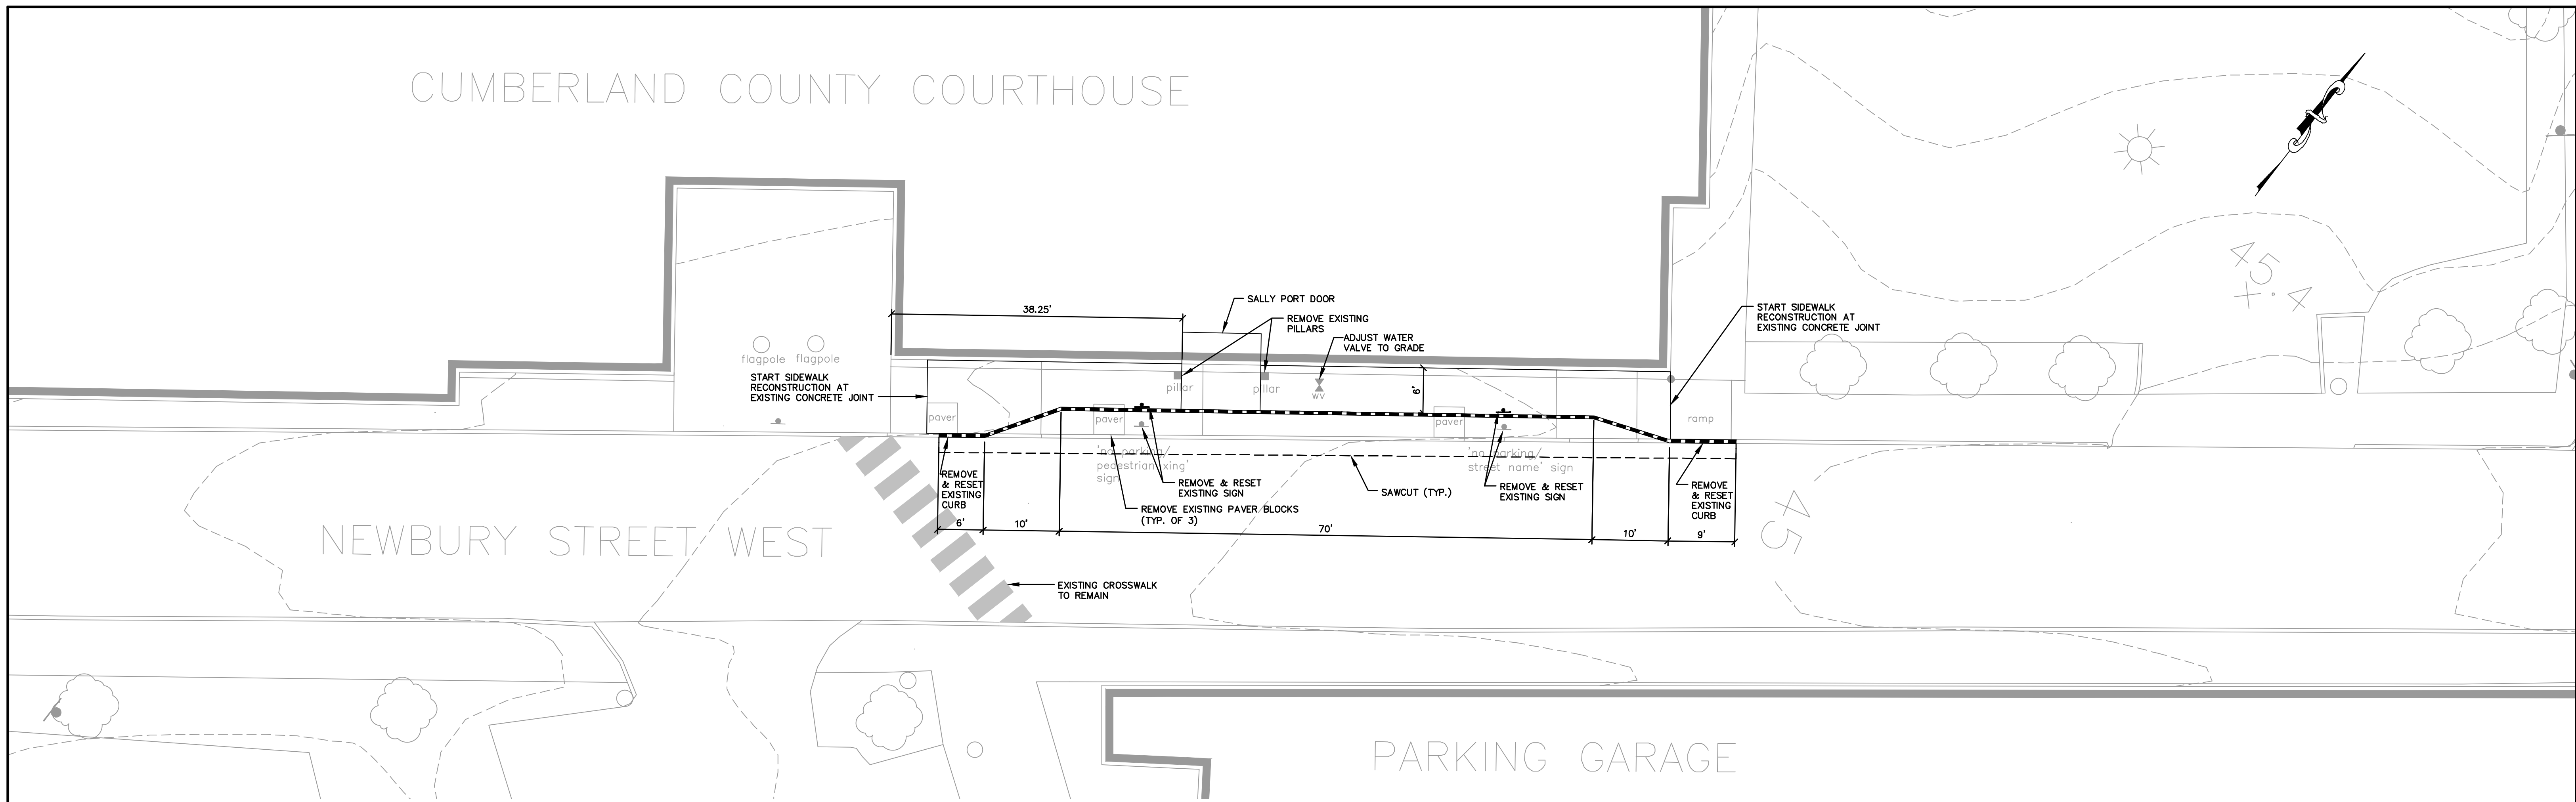 CUMBERLAND COUNTY COURTHOUSE
38.25'
SALLY PORT DOOR
REMOVE EXISTING
PILLARS
ADJUST WATER
VALVE TO GRADE
START SIDEWALK
RECONSTRUCTION AT
EXISTING CONCRETE JOINT
45.4
flagpole
flagpole
START SIDEWALK
RECONSTRUCTION AT
EXISTING CONCRETE JOINT
pillar
pillar
wv
6'
paver
paver
paver
ramp
'no parking/
pedestrian xing'
sign
'no parking/
street name' sign
REMOVE
& RESET
EXISTING
CURB
REMOVE & RESET
EXISTING SIGN
REMOVE EXISTING PAVER BLOCKS
(TYP. OF 3)
SAWCUT (TYP.)
REMOVE & RESET
EXISTING SIGN
REMOVE
& RESET
EXISTING
CURB
45
6'
10'
70'
10'
9'
NEWBURY STREET WEST
EXISTING CROSSWALK
TO REMAIN
PARKING GARAGE